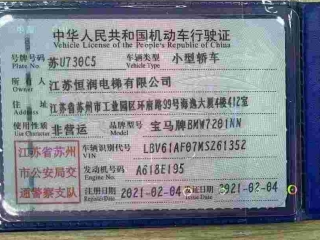 中华人民共和国机动车行驶证
Vehicle License of the People's Republic of China
号牌号码 苏U730C5 车辆类型 小型轿车
Plate No. Vehicle Type
所有人 江苏恒润电梯有限公司
Owner
住址 江苏省苏州市工业园区环府路99号海逸大厦4幢412室
Address
使用性质 非营运 品牌型号 宝马牌BMW7201NN
Use Character Model
江苏省苏州 车辆识别代号 LBV61AF07MS261352
VIN
市公安局交 发动机号码 A618E195
Engine No.
通警察支队 注册日期 2021-02-04 2021-02-04
Register Date Issue Date